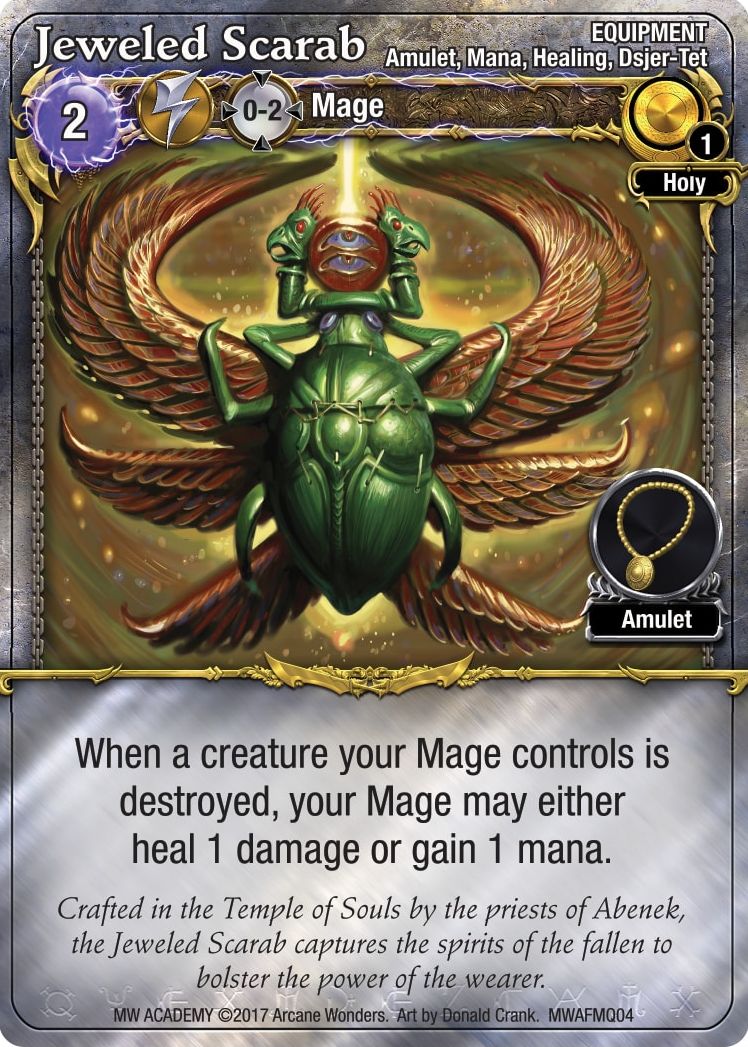 Jeweled Scarab
EQUIPMENT
Amulet, Mana, Healing, Dsjer-Tet
2
0-2 Mage
1
Holy
Amulet
When a creature your Mage controls is
destroyed, your Mage may either
heal 1 damage or gain 1 mana.
Crafted in the Temple of Souls by the priests of Abenek,
the Jeweled Scarab captures the spirits of the fallen to
bolster the power of the wearer.
MW ACADEMY ©2017 Arcane Wonders. Art by Donald Crank. MWAFMQ04